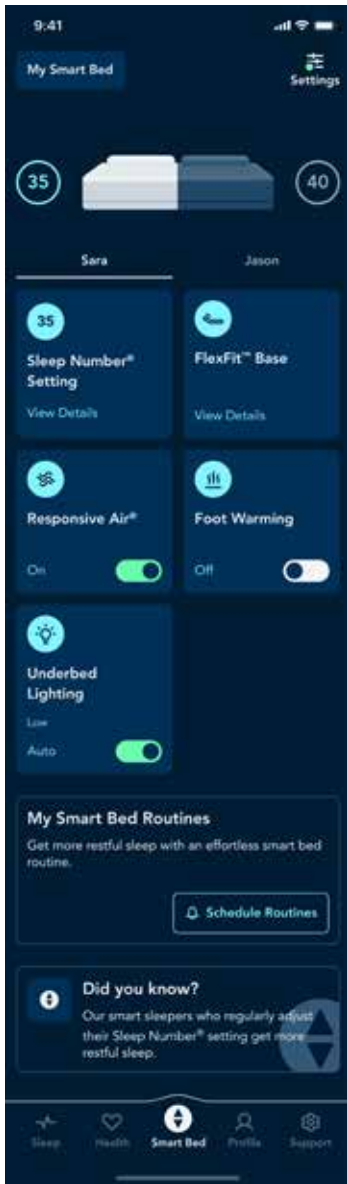 9:41
My Smart Bed
Settings
35
40
Sara
Jason
35
Sleep Number®
Setting
View Details
FlexFit™ Base
View Details
Responsive Air®
On
Foot Warming
Off
Underbed
Lighting
Low
Auto
My Smart Bed Routines
Get more restful sleep with an effortless smart bed
routine.
Schedule Routines
Did you know?
Our smart sleepers who regularly adjust
their Sleep Number® setting get more
restful sleep.
Sleep
Health
Smart Bed
Profile
Support